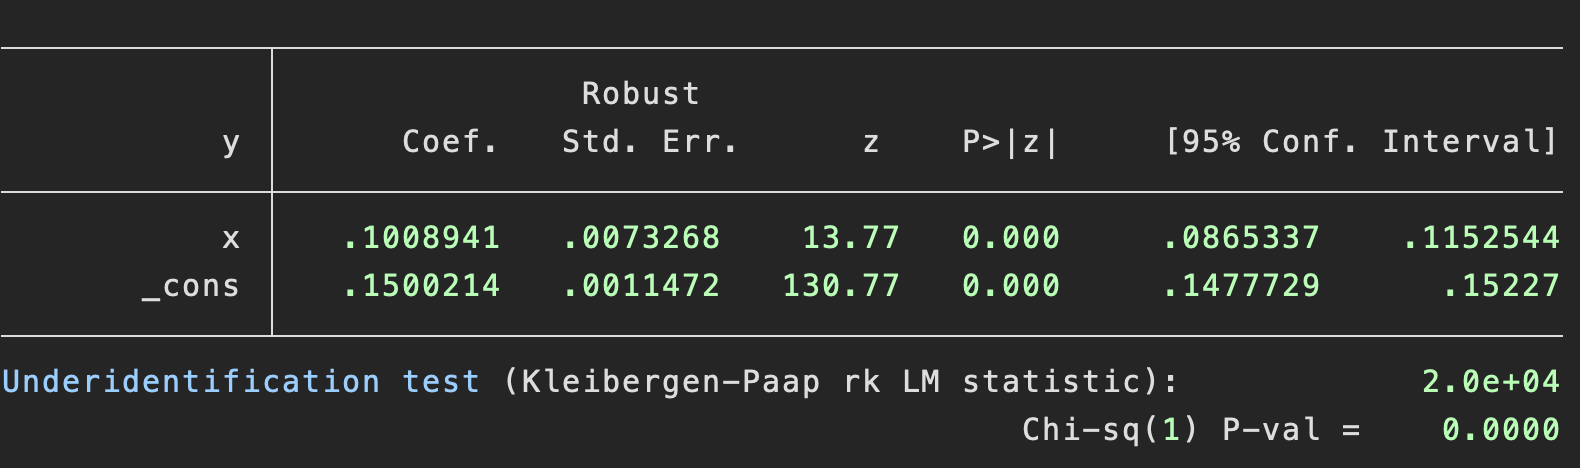 Robust
y Coef. Std. Err. z P>|z| [95% Conf. Interval]
x .1008941 .0073268 13.77 0.000 .0865337 .1152544
_cons .1500214 .0011472 130.77 0.000 .1477729 .15227
Underidentification test (Kleibergen-Paap rk LM statistic): 2.0e+04
Chi-sq(1) P-val = 0.0000